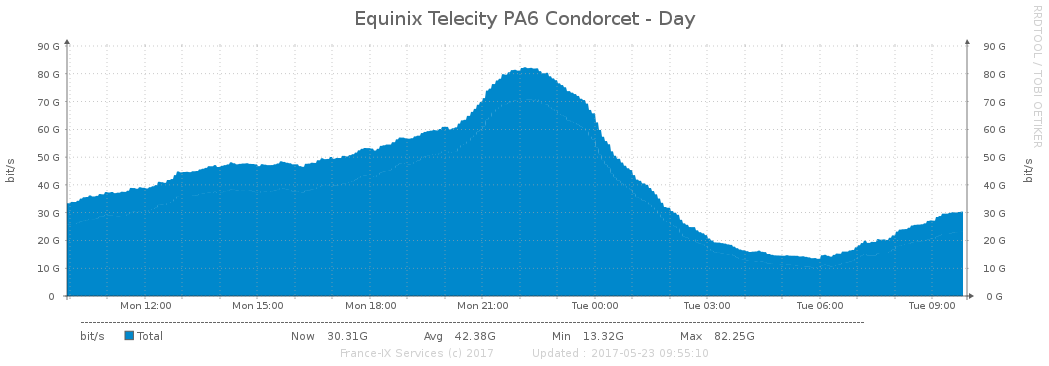 Equinix Telecity PA6 Condorcet - Day
RRDTOOL / TOBI OETIKER
bit/s
90 G
80 G
70 G
60 G
50 G
40 G
30 G
20 G
10 G
0
90 G
80 G
70 G
60 G
50 G
40 G
30 G
20 G
10 G
0 G
bit/s
Mon 12:00 Mon 15:00 Mon 18:00 Mon 21:00 Tue 00:00 Tue 03:00 Tue 06:00 Tue 09:00
bit/s Total Now 30.31G Avg 42.38G Min 13.32G Max 82.25G
France-IX Services (c) 2017 Updated : 2017-05-23 09:55:10